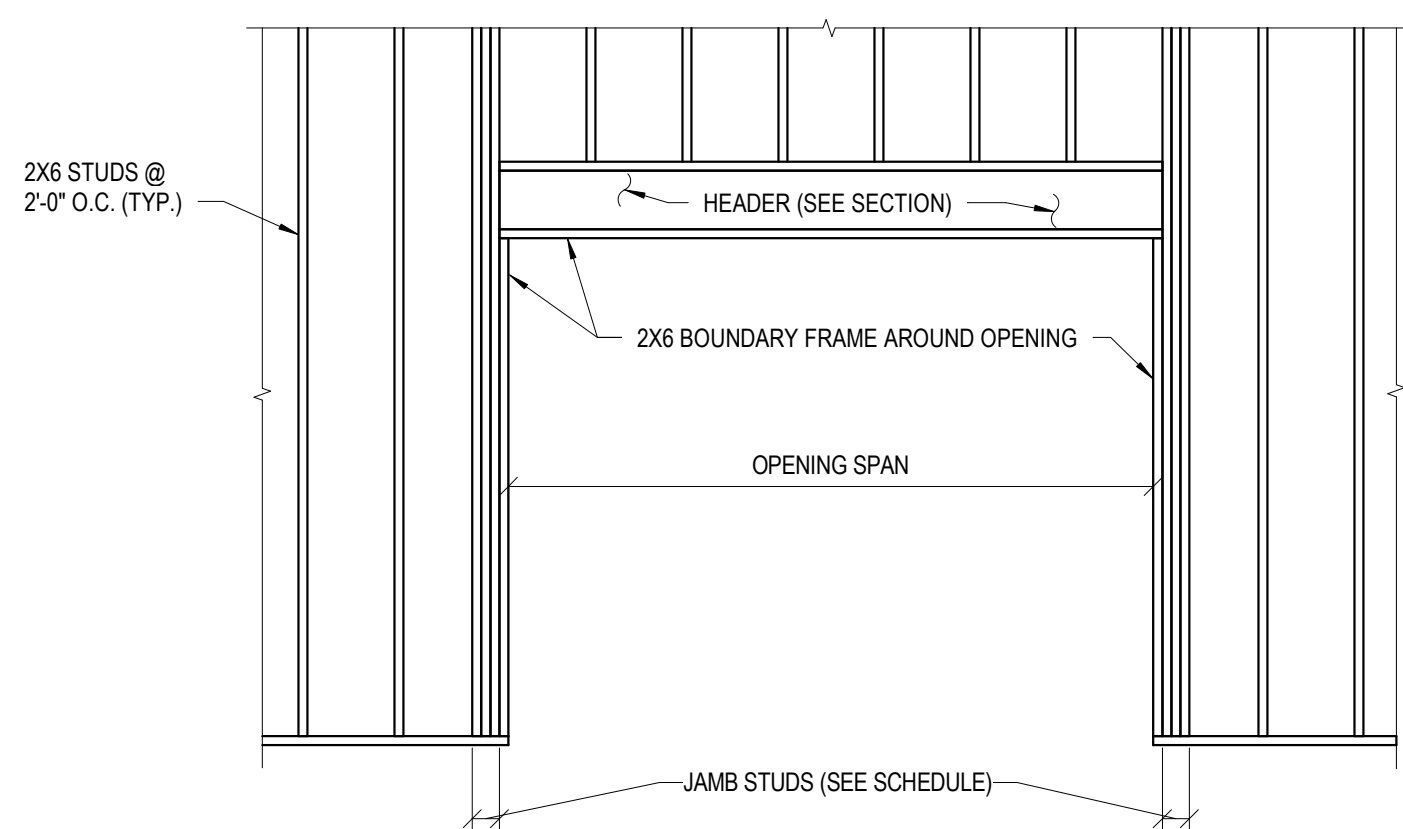 2X6 STUDS @
2'-0" O.C. (TYP.)
HEADER (SEE SECTION)
2X6 BOUNDARY FRAME AROUND OPENING
OPENING SPAN
JAMB STUDS (SEE SCHEDULE)